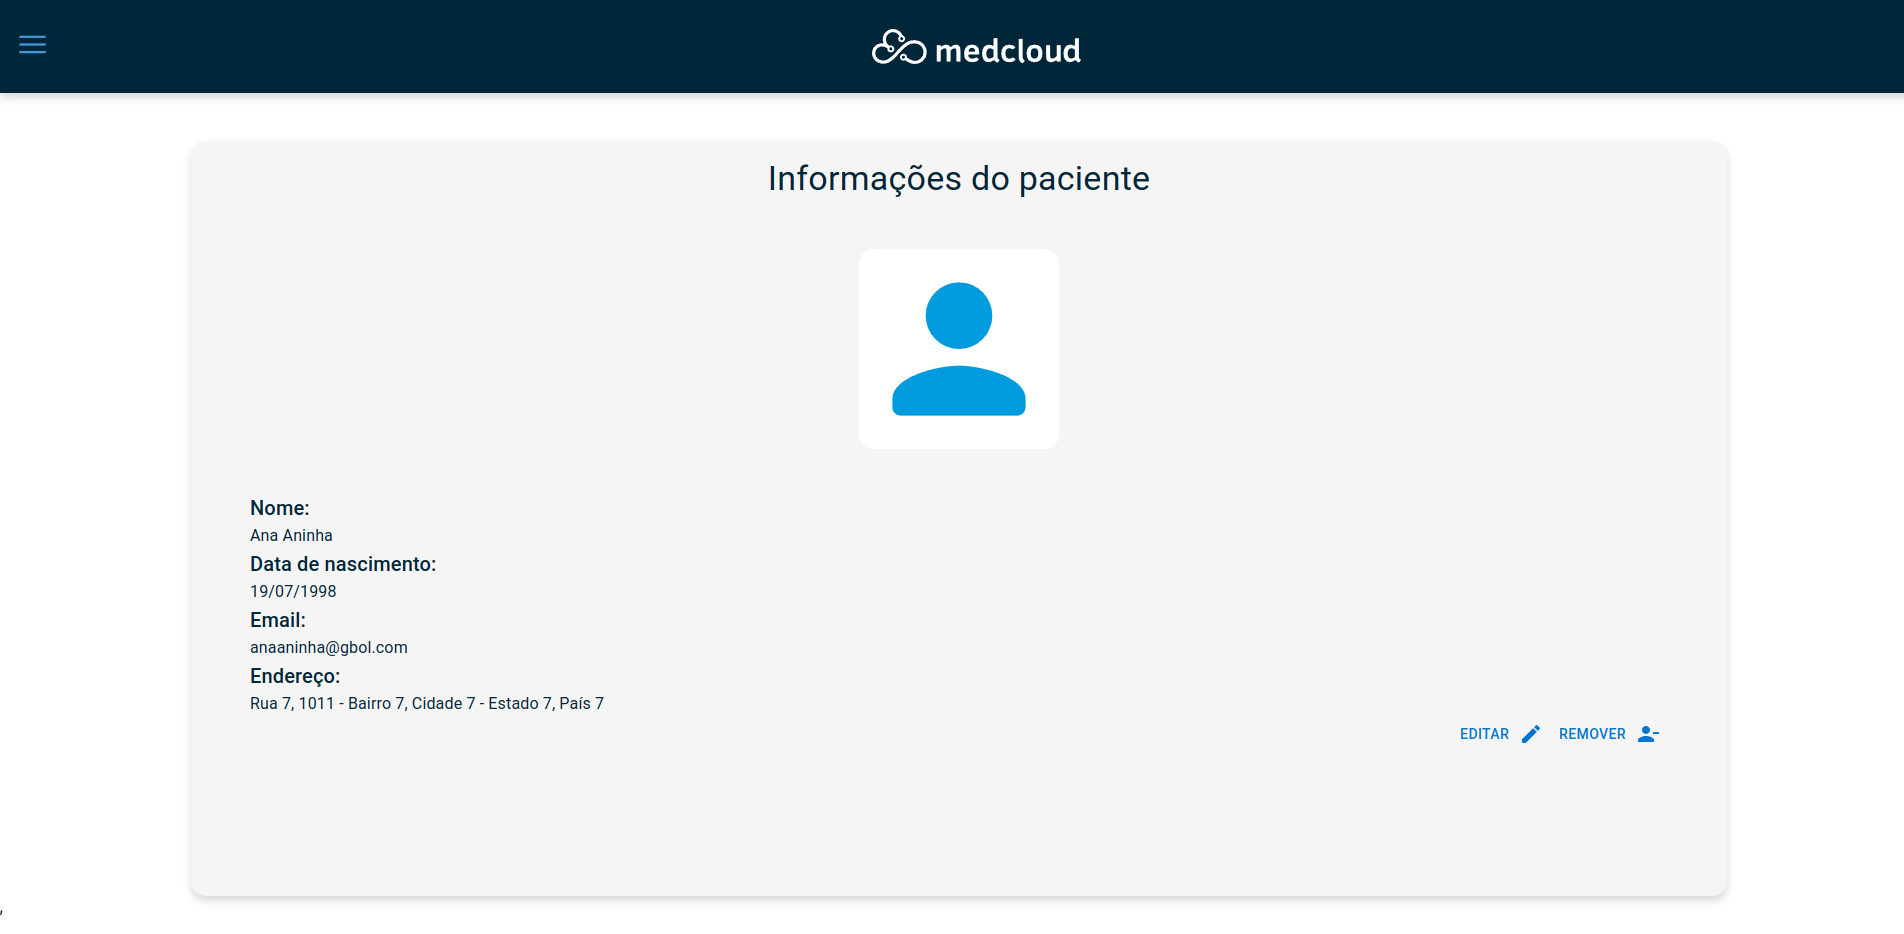 medcloud
Informações do paciente
Nome:
Ana Aninha
Data de nascimento:
19/07/1998
Email:
anaaninha@gbol.com
Endereço:
Rua 7, 1011 - Bairro 7, Cidade 7 - Estado 7, País 7
EDITAR REMOVER
,